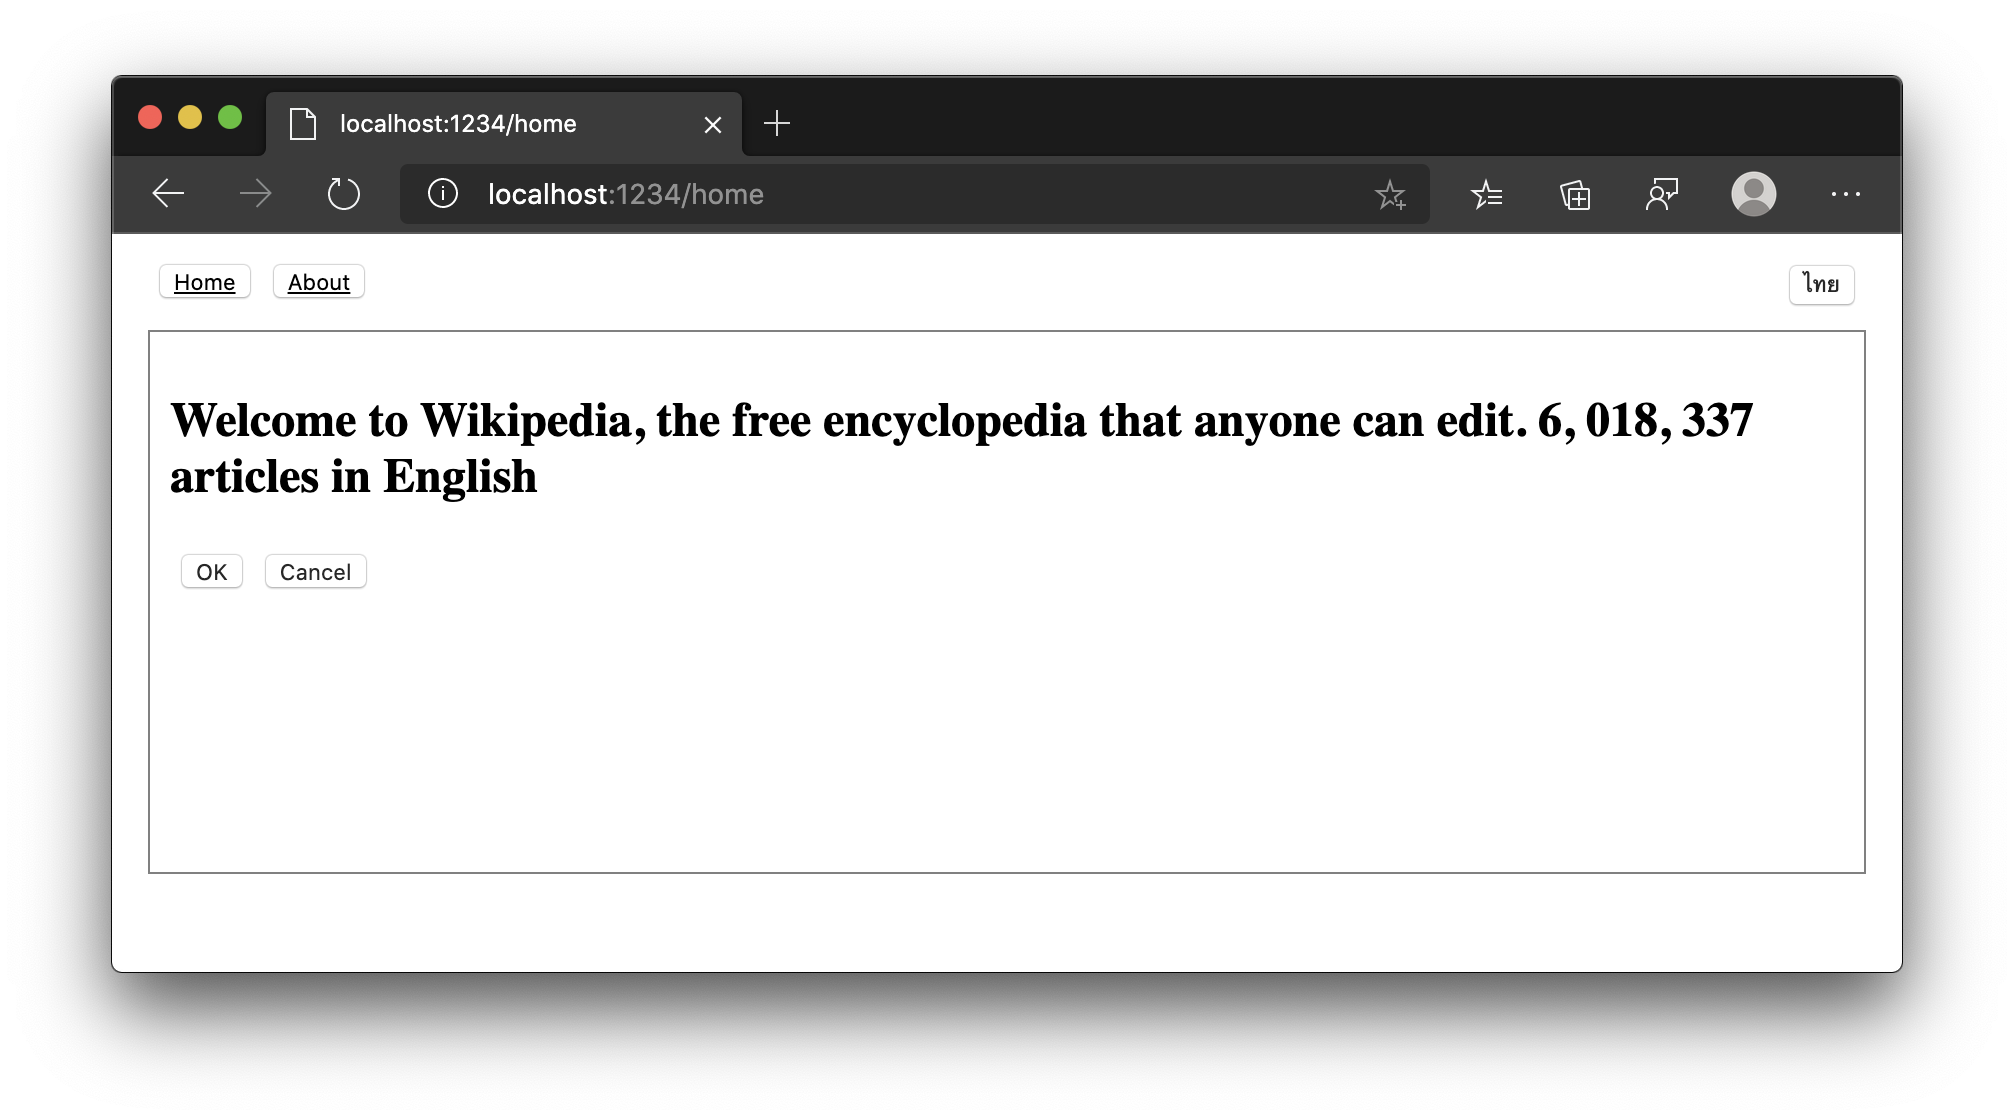 localhost:1234/home
localhost:1234/home
Home About ไทย
Welcome to Wikipedia, the free encyclopedia that anyone can edit. 6, 018, 337
articles in English
OK Cancel